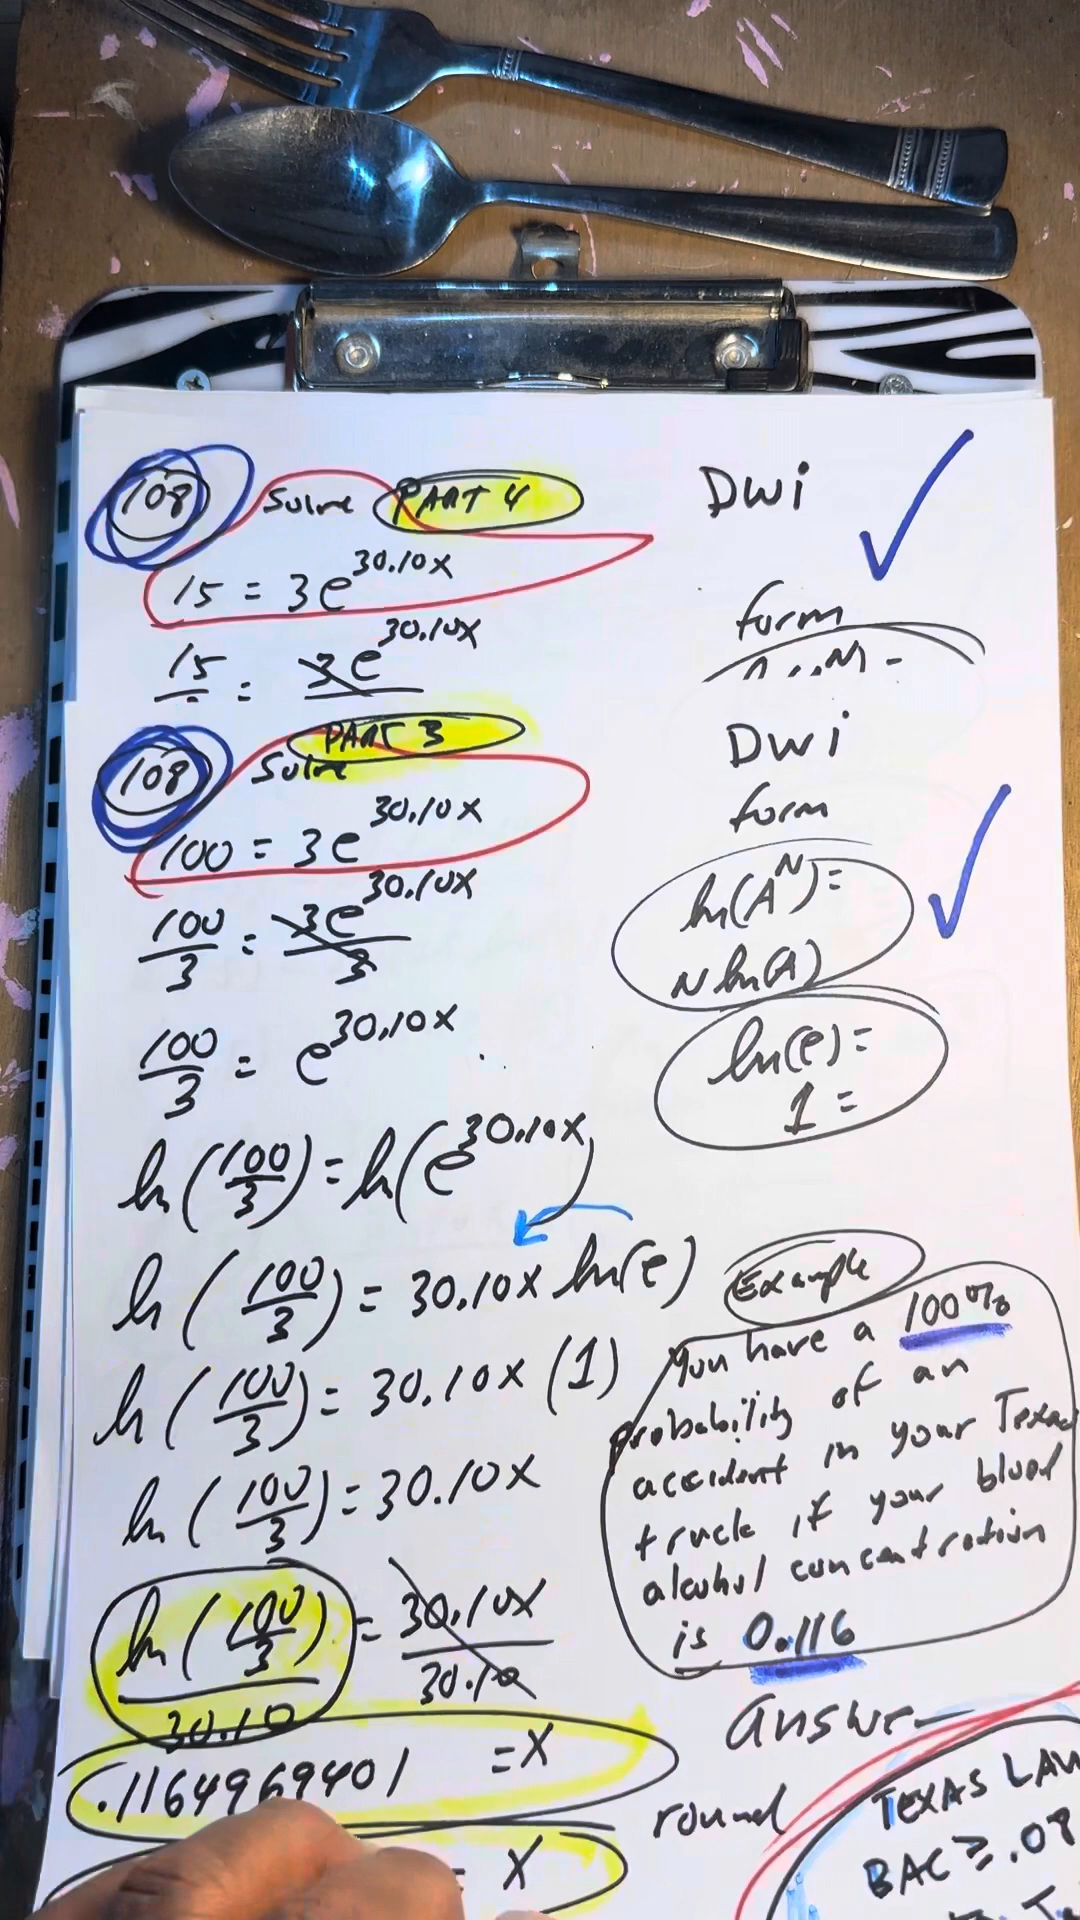 108 Solve PART 4
15 = 3e^30.10x
15 = 3e^30.10x
DWi
form
108 PART 3
Solve
100 = 3e^30.10x
100/3 = 3e^30.10x/3
100/3 = e^30.10x
ln(100/3) = ln(e^30.10x)
ln(100/3) = 30.10x ln(e)
ln(100/3) = 30.10x (1)
ln(100/3) = 30.10x
ln(100/3)/30.10 = 30.10x/30.10
.1164969401 = x
= x
DWi
form
ln(A^N) =
N ln(A)
ln(e) =
1 =
Example
You have a 100%
probability of an
accident in your Texas
truck if your blood
alcohol concentration
is 0.116
answer
round
TEXAS LAW
BAC ≥ .08